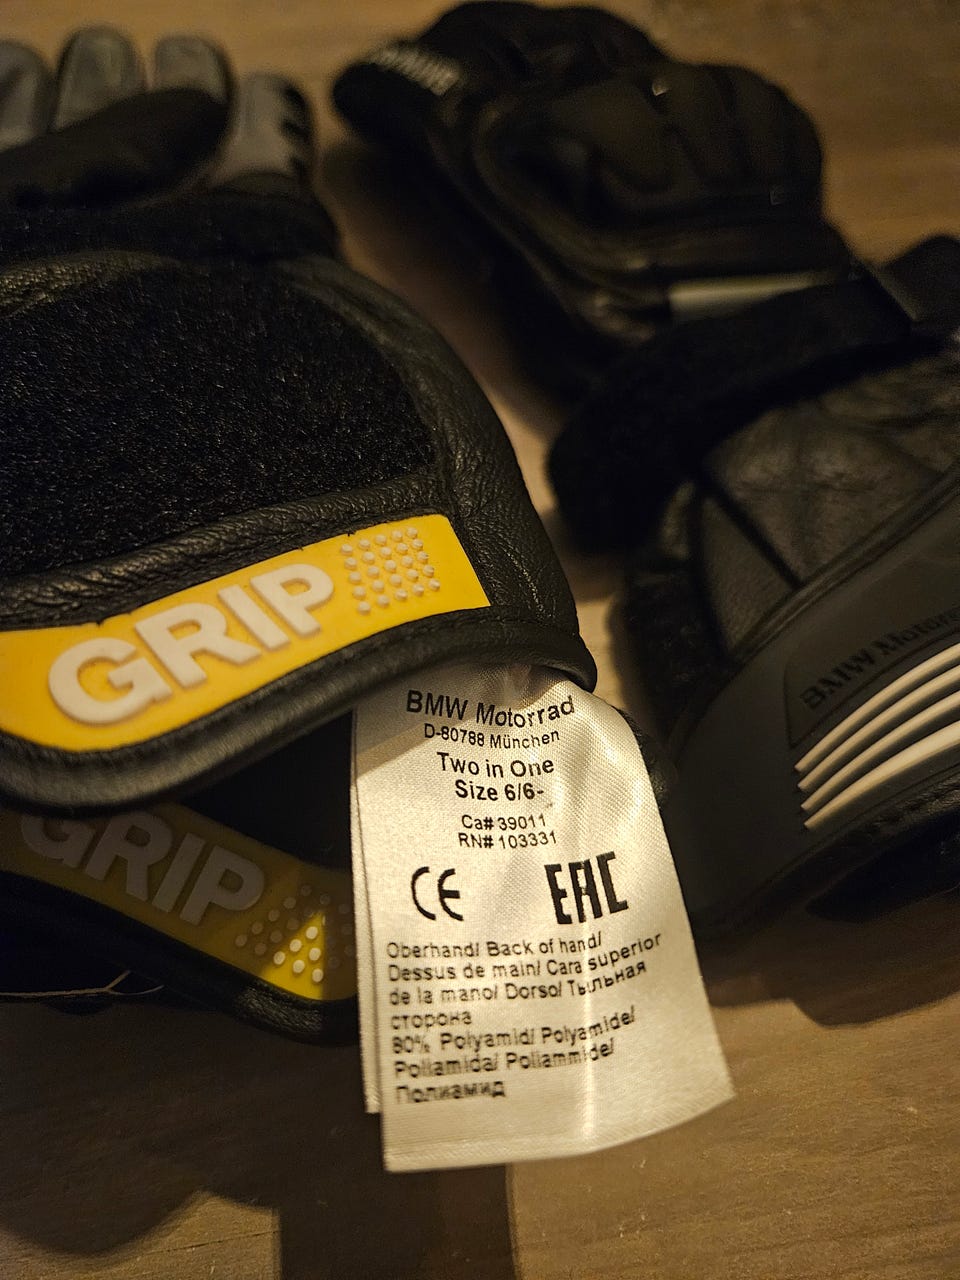 GRIP
GRIP
BMW Motorrad
D-80788 München
Two in One
Size 6/6-
Ca# 39011
RN# 103331
CE
EAC
Oberhand/ Back of hand/
Dessus de main/ Cara superior
de la mano/ Dorso/ Тыльная
сторона
80% Polyamid/ Polyamide/
Poliamida/ Poliammide/
Полиамид
BMW Motorrad